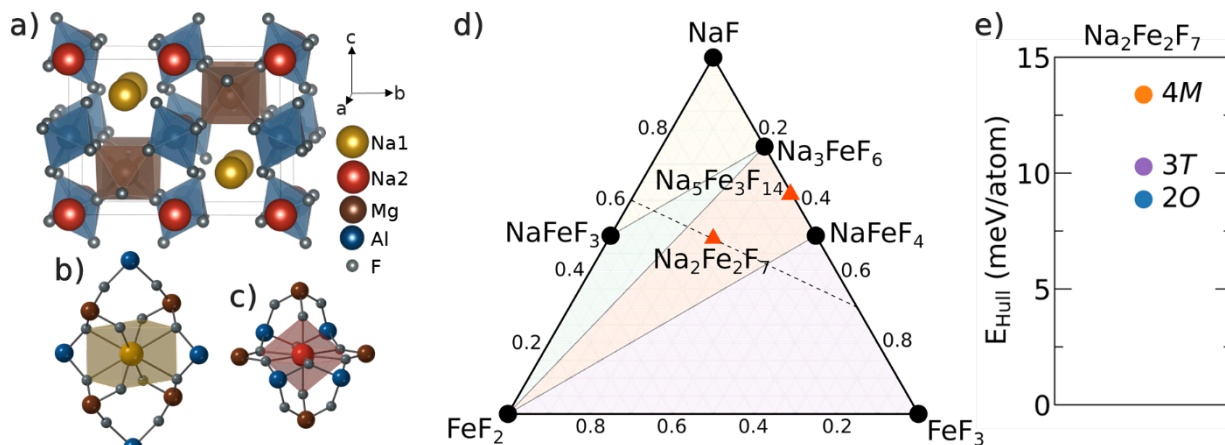 a)
c
b
a
Na1
Na2
Mg
Al
F
b)
c)
d)
NaF
0.8
0.2
Na₃FeF₆
Na₅Fe₃F₁₄
0.6
0.4
NaFeF₃
NaFeF₄
Na₂Fe₂F₇
0.4
0.6
0.2
0.8
FeF₂
FeF₃
0.8
0.6
0.4
0.2
e)
Na₂Fe₂F₇
15
4M
3T
10
2O
5
0
E_Hull (meV/atom)